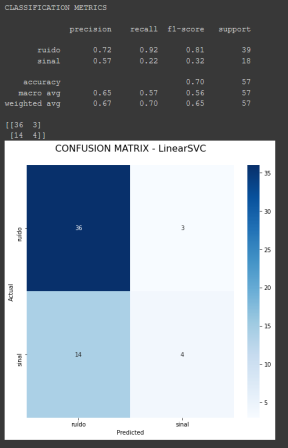 CLASSIFICATION METRICS
precision recall f1-score support
ruido 0.72 0.92 0.81 39
sinal 0.57 0.22 0.32 18
accuracy 0.70 57
macro avg 0.65 0.57 0.56 57
weighted avg 0.67 0.70 0.65 57
[[36 3]
[14 4]]
CONFUSION MATRIX - LinearSVC
35
30
25
20
15
10
5
ruido
36 3
Actual
sinal
14 4
ruido sinal
Predicted